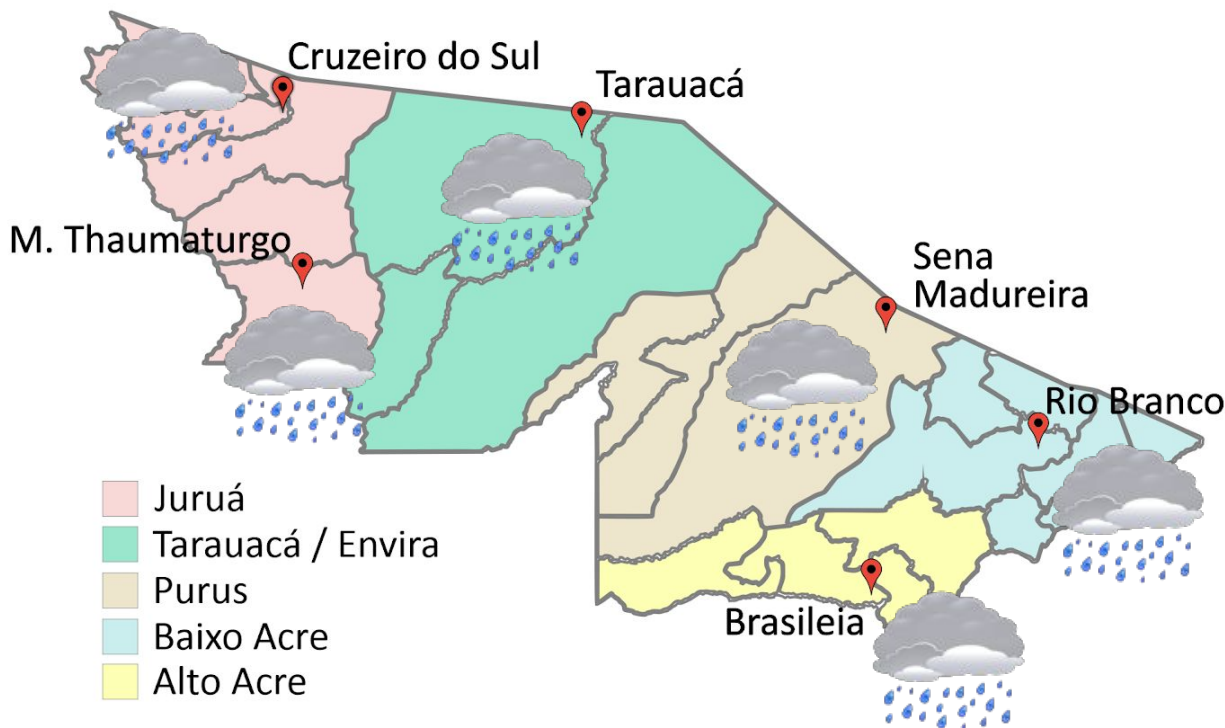 Cruzeiro do Sul
Tarauacá
M. Thaumaturgo
Sena
Madureira
Rio Branco
Brasileia
Juruá
Tarauacá / Envira
Purus
Baixo Acre
Alto Acre